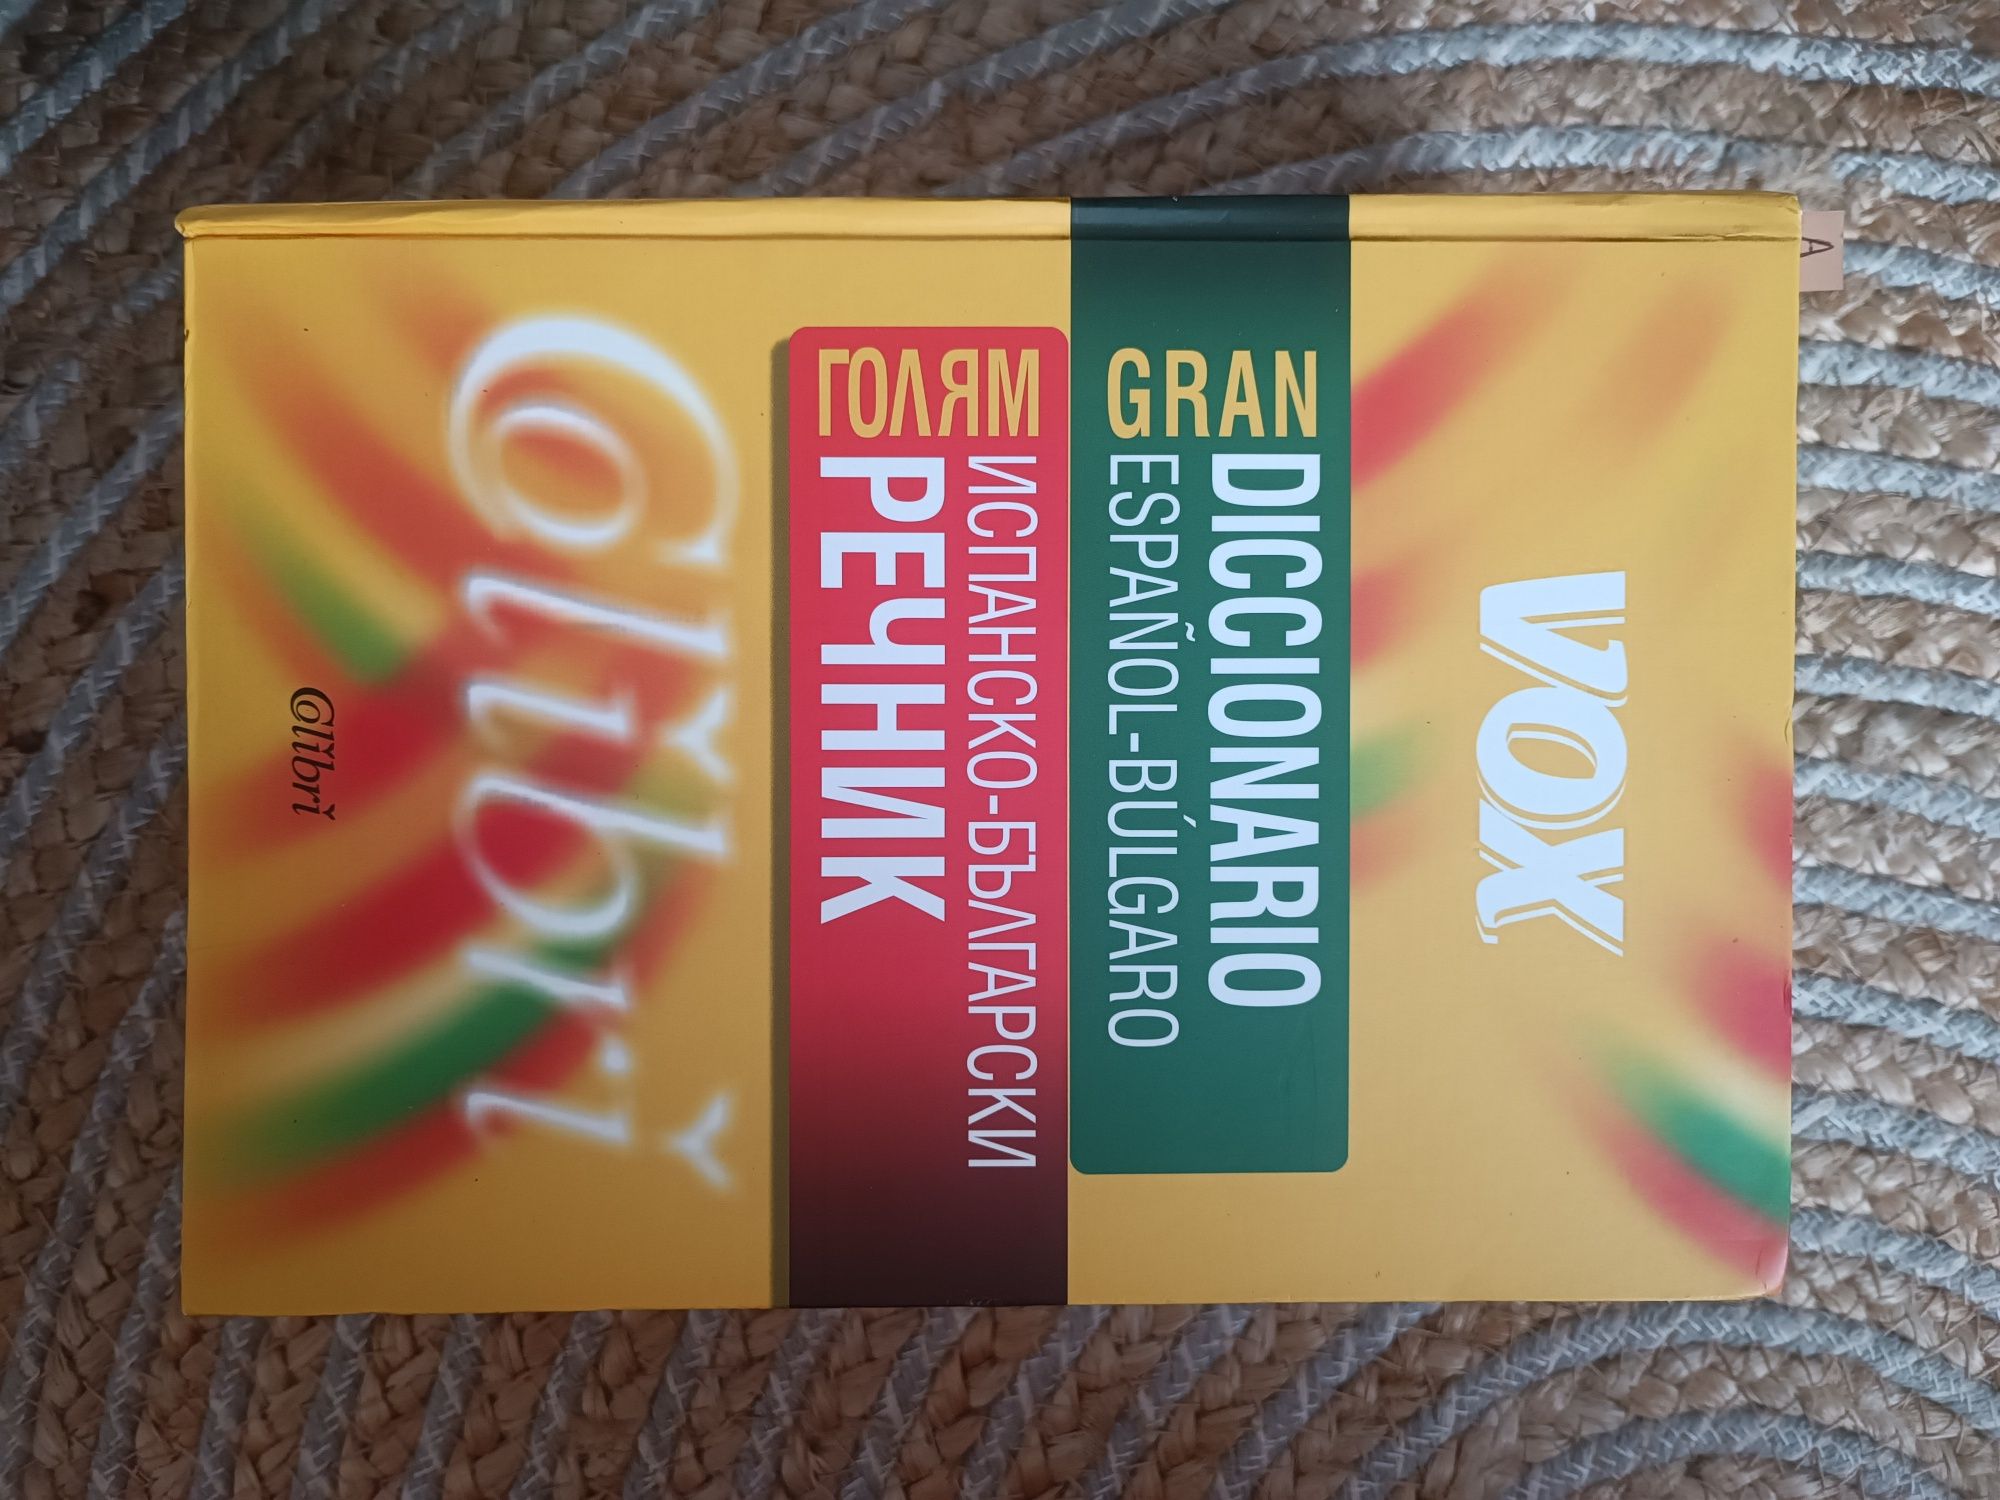 A
VOX
GRAN DICCIONARIO
ESPAÑOL-BÚLGARO
ГОЛЯМ ИСПАНСКО-БЪЛГАРСКИ
РЕЧНИК
Colibri
Colibri